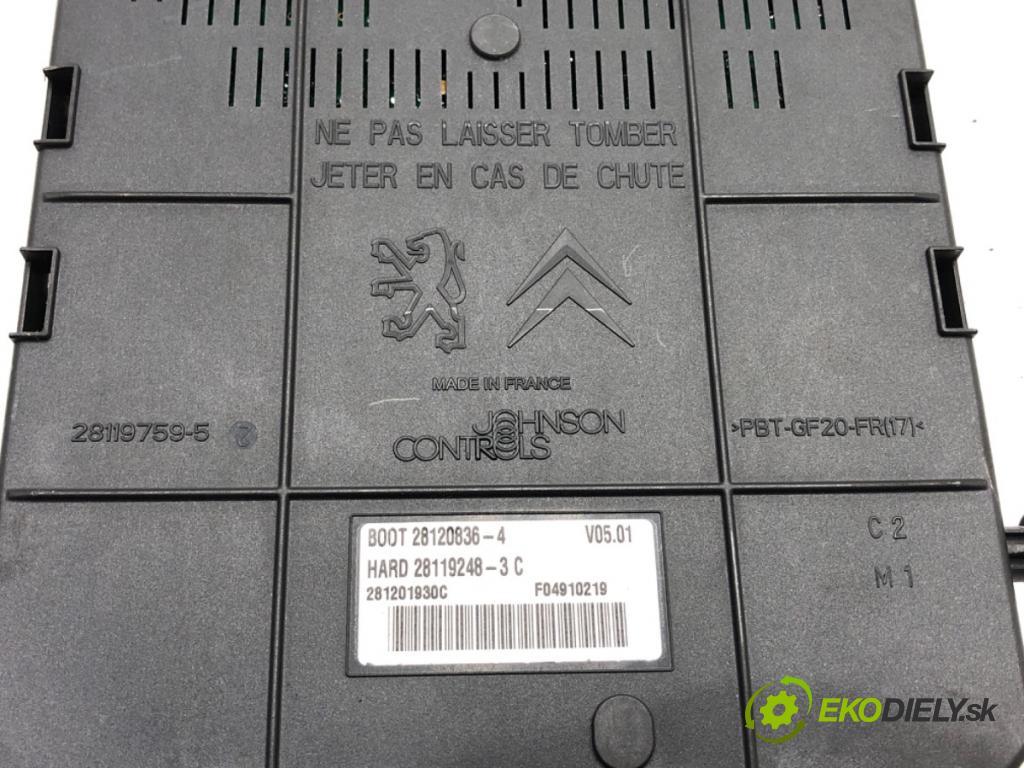 NE PAS LAISSER TOMBER
JETER EN CAS DE CHUTE
MADE IN FRANCE
JOHNSON
CONTROLS
28119759-5 7
>PBT-GF20-FR(17)<
BOOT 28120836-4 V05.01
HARD 28119248-3 C
281201930C F04910219
C 2
M 1
EKODIELY.sk